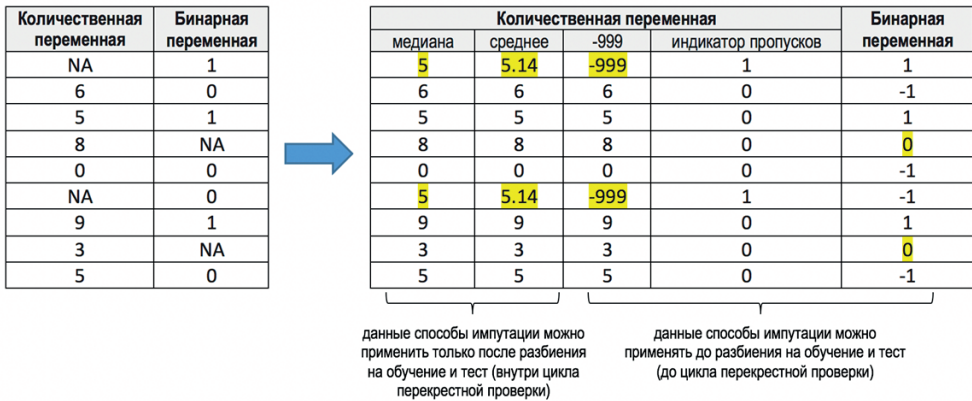 Количественная переменная Бинарная переменная
NA 1
6 0
5 1
8 NA
0 0
NA 0
9 1
3 NA
5 0
Количественная переменная Бинарная переменная
медиана среднее -999 индикатор пропусков
5 5.14 -999 1 1
6 6 6 0 -1
5 5 5 0 1
8 8 8 0 0
0 0 0 0 -1
5 5.14 -999 1 -1
9 9 9 0 1
3 3 3 0 0
5 5 5 0 -1
данные способы импутации можно
применить только после разбиения
на обучение и тест (внутри цикла
перекрестной проверки)
данные способы импутации можно
применять до разбиения на обучение и тест
(до цикла перекрестной проверки)